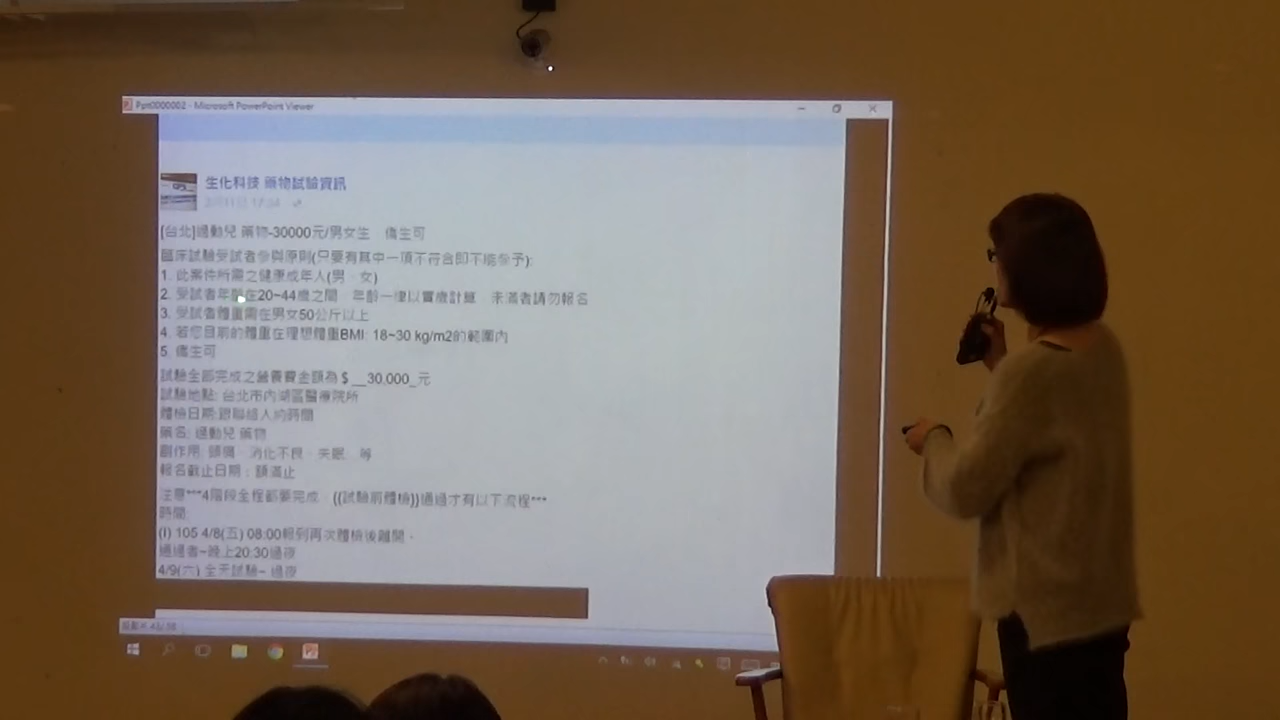 Ppt0000002 - Microsoft PowerPoint Viewer
生化科技 藥物試驗資訊
17:34
[台北]過動兒 藥物-30000元/男女生 僑生可
臨床試驗受試者參與原則(只要有其中一項不符合即不能參予):
1. 此案件所需之健康成年人(男、女)
2. 受試者年齡在20~44歲之間 年齡一律以實歲計算 未滿者請勿報名
3. 受試者體重需在男女50公斤以上
4. 若您目前的體重在理想體重BMI: 18~30 kg/m2的範圍內
5. 僑生可
試驗全部完成之營養費金額為$__30,000_元
試驗地點: 台北市內湖區醫療院所
體檢日期:跟聯絡人約時間
藥名: 過動兒 藥物
副作用: 頭痛、消化不良、失眠 等
報名截止日期：額滿止
注意***4階段全程都要完成，{{試驗前體檢}}通過才有以下流程***
時間:
(I) 105 4/8(五) 08:00報到再次體檢後離開。
通過者~晚上20:30過夜
4/9(六) 全天試驗~ 過夜